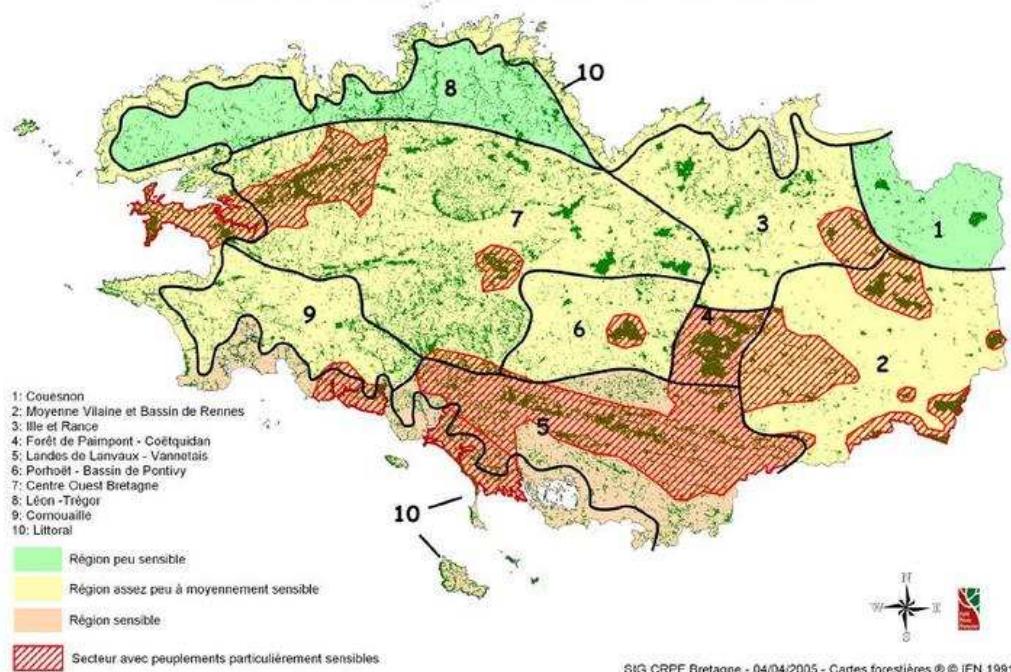 8
10
7
3
1
9
6
4
2
5
10
1: Couesnon
2: Moyenne Vilaine et Bassin de Rennes
3: Ille et Rance
4: Forêt de Paimpont - Coëtquidan
5: Landes de Lanvaux - Vannetais
6: Porhoët - Bassin de Pontivy
7: Centre Ouest Bretagne
8: Léon -Trégor
9: Cornouaille
10: Littoral
Région peu sensible
Région assez peu à moyennement sensible
Région sensible
Secteur avec peuplements particulièrement sensibles
N
W E
S
SIG CRPF Bretagne - 04/04/2005 - Cartes forestières ® © IFN 1991